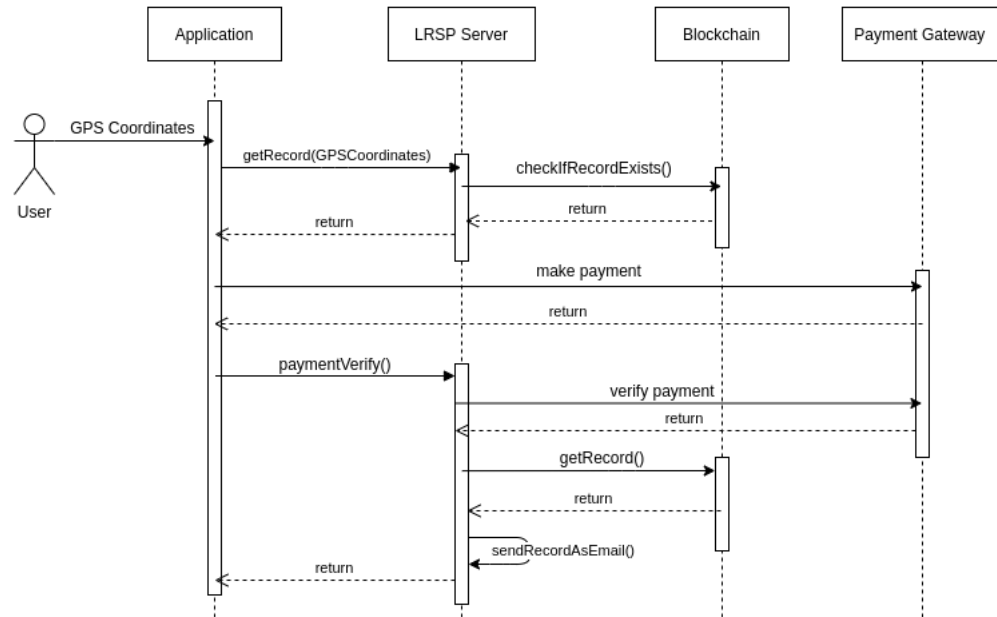 Application
LRSP Server
Blockchain
Payment Gateway
GPS Coordinates
getRecord(GPSCoordinates)
checkIfRecordExists()
User
return
return
make payment
return
paymentVerify()
verify payment
return
getRecord()
return
sendRecordAsEmail()
return